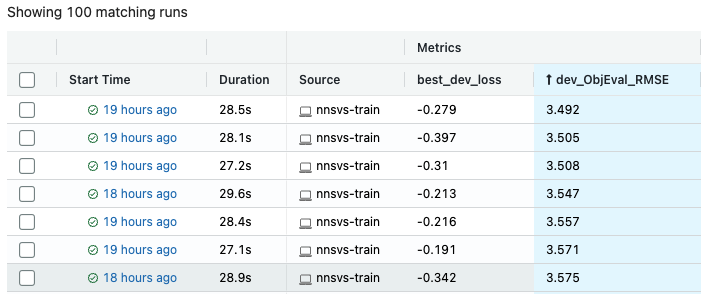 Showing 100 matching runs
Metrics
Start Time Duration Source best_dev_loss ↑ dev_ObjEval_RMSE
19 hours ago 28.5s nnsvs-train -0.279 3.492
19 hours ago 28.1s nnsvs-train -0.397 3.505
19 hours ago 27.2s nnsvs-train -0.31 3.508
18 hours ago 29.6s nnsvs-train -0.213 3.547
19 hours ago 28.4s nnsvs-train -0.216 3.557
19 hours ago 27.1s nnsvs-train -0.191 3.571
18 hours ago 28.9s nnsvs-train -0.342 3.575